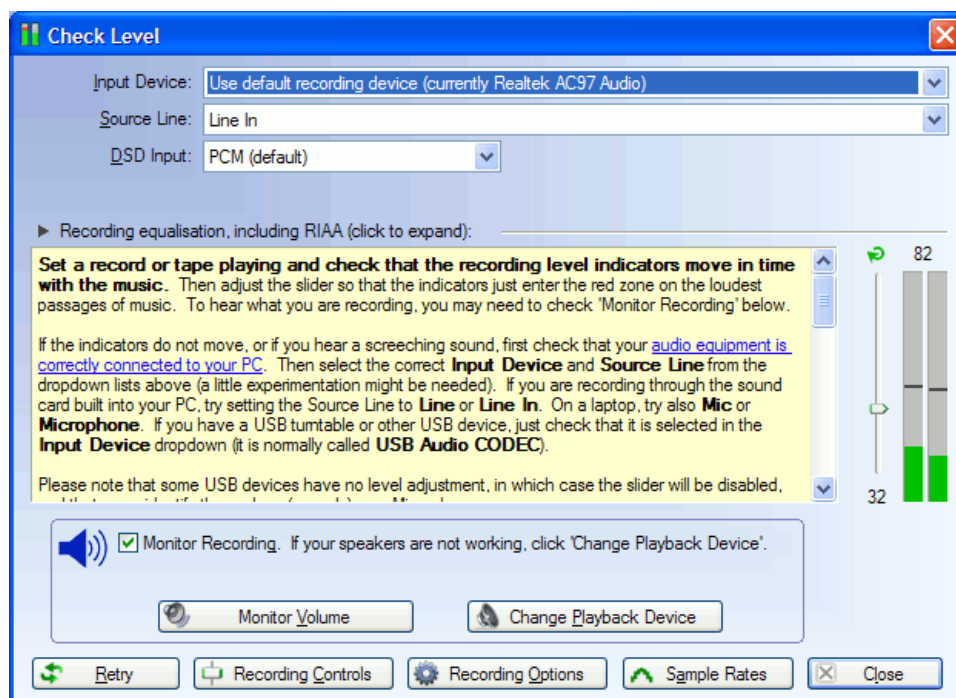 Check Level
Input Device: Use default recording device (currently Realtek AC97 Audio)
Source Line: Line In
DSD Input: PCM (default)
Recording equalisation, including RIAA (click to expand):
Set a record or tape playing and check that the recording level indicators move in time
with the music. Then adjust the slider so that the indicators just enter the red zone on the loudest
passages of music. To hear what you are recording, you may need to check 'Monitor Recording' below.
If the indicators do not move, or if you hear a screeching sound, first check that your audio equipment is
correctly connected to your PC. Then select the correct Input Device and Source Line from the
dropdown lists above (a little experimentation might be needed). If you are recording through the sound
card built into your PC, try setting the Source Line to Line or Line In. On a laptop, try also Mic or
Microphone. If you have a USB turntable or other USB device, just check that it is selected in the
Input Device dropdown (it is normally called USB Audio CODEC).
Please note that some USB devices have no level adjustment, in which case the slider will be disabled,
82
32
Monitor Recording. If your speakers are not working, click 'Change Playback Device'.
Monitor Volume
Change Playback Device
Retry
Recording Controls
Recording Options
Sample Rates
Close